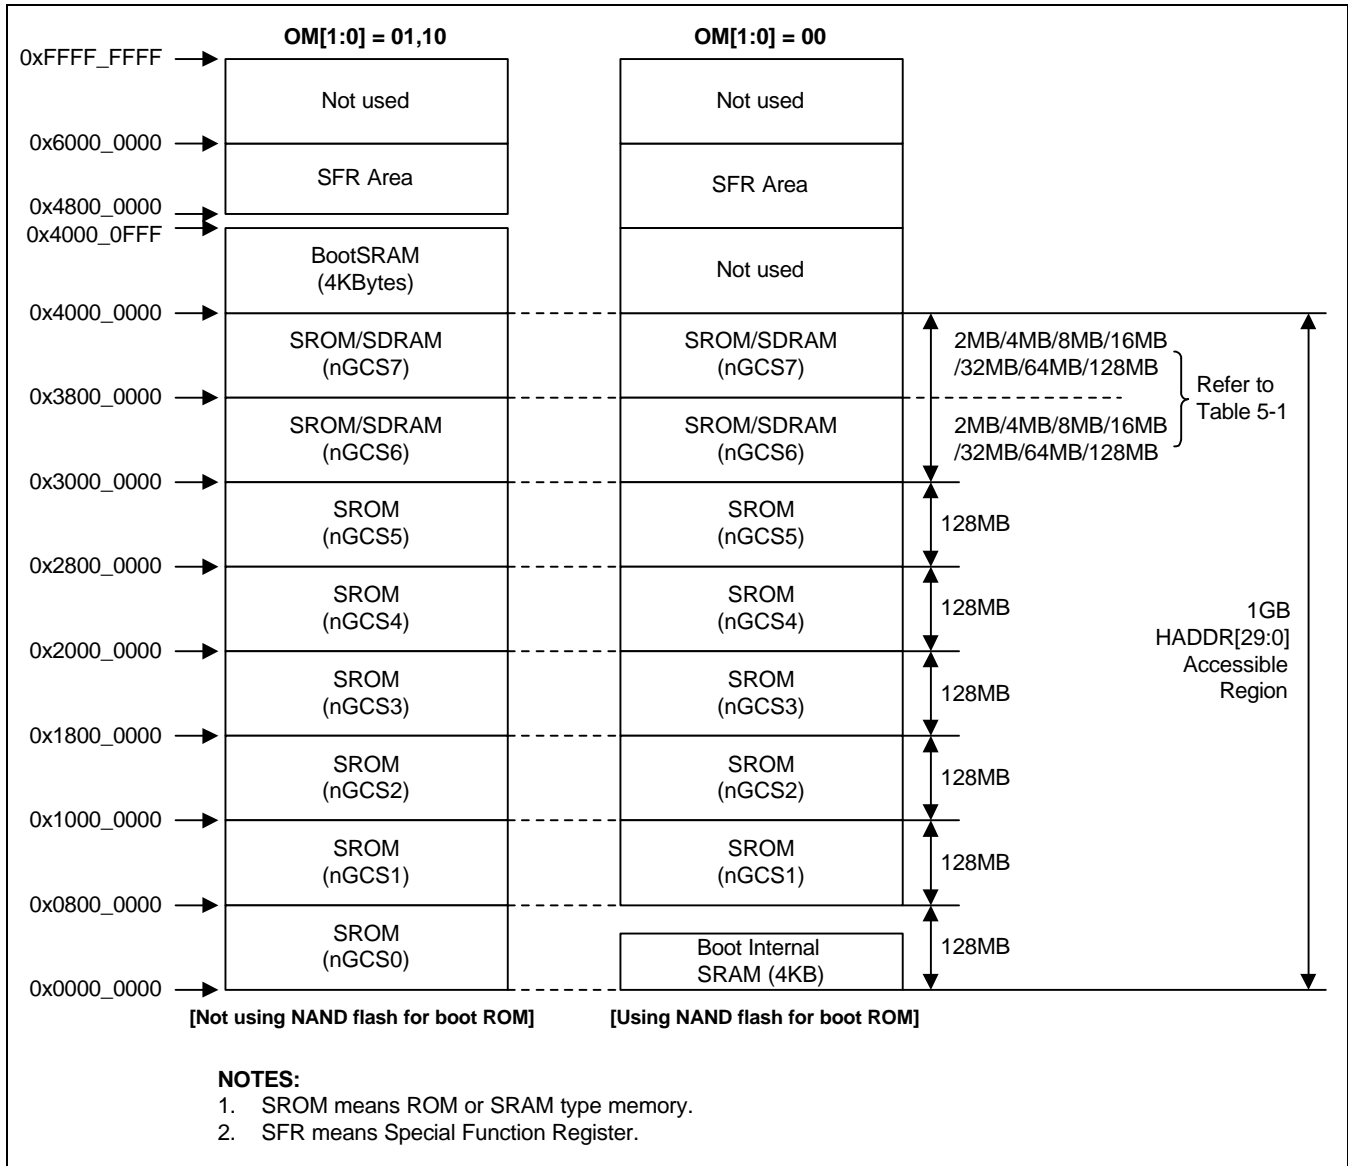 OM[1:0] = 01,10
OM[1:0] = 00
0xFFFF_FFFF
Not used
Not used
0x6000_0000
SFR Area
SFR Area
0x4800_0000
0x4000_0FFF
BootSRAM
(4KBytes)
Not used
0x4000_0000
SROM/SDRAM
(nGCS7)
SROM/SDRAM
(nGCS7)
2MB/4MB/8MB/16MB
/32MB/64MB/128MB
Refer to
Table 5-1
0x3800_0000
SROM/SDRAM
(nGCS6)
SROM/SDRAM
(nGCS6)
2MB/4MB/8MB/16MB
/32MB/64MB/128MB
0x3000_0000
SROM
(nGCS5)
SROM
(nGCS5)
128MB
0x2800_0000
SROM
(nGCS4)
SROM
(nGCS4)
128MB
1GB
HADDR[29:0]
Accessible
Region
0x2000_0000
SROM
(nGCS3)
SROM
(nGCS3)
128MB
0x1800_0000
SROM
(nGCS2)
SROM
(nGCS2)
128MB
0x1000_0000
SROM
(nGCS1)
SROM
(nGCS1)
128MB
0x0800_0000
SROM
(nGCS0)
Boot Internal
SRAM (4KB)
128MB
0x0000_0000
[Not using NAND flash for boot ROM]
[Using NAND flash for boot ROM]
NOTES:
1. SROM means ROM or SRAM type memory.
2. SFR means Special Function Register.